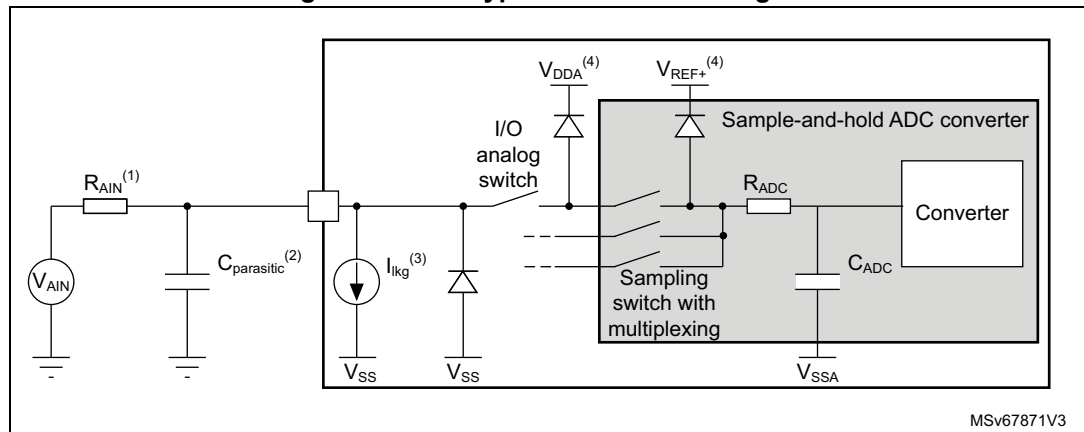 V_DDA^(4)
V_REF+^(4)
Sample-and-hold ADC converter
I/O
analog
switch
R_AIN^(1)
R_ADC
Converter
V_AIN
C_parasitic^(2)
I_lkg^(3)
C_ADC
Sampling
switch with
multiplexing
V_SS
V_SS
V_SSA
MSv67871V3